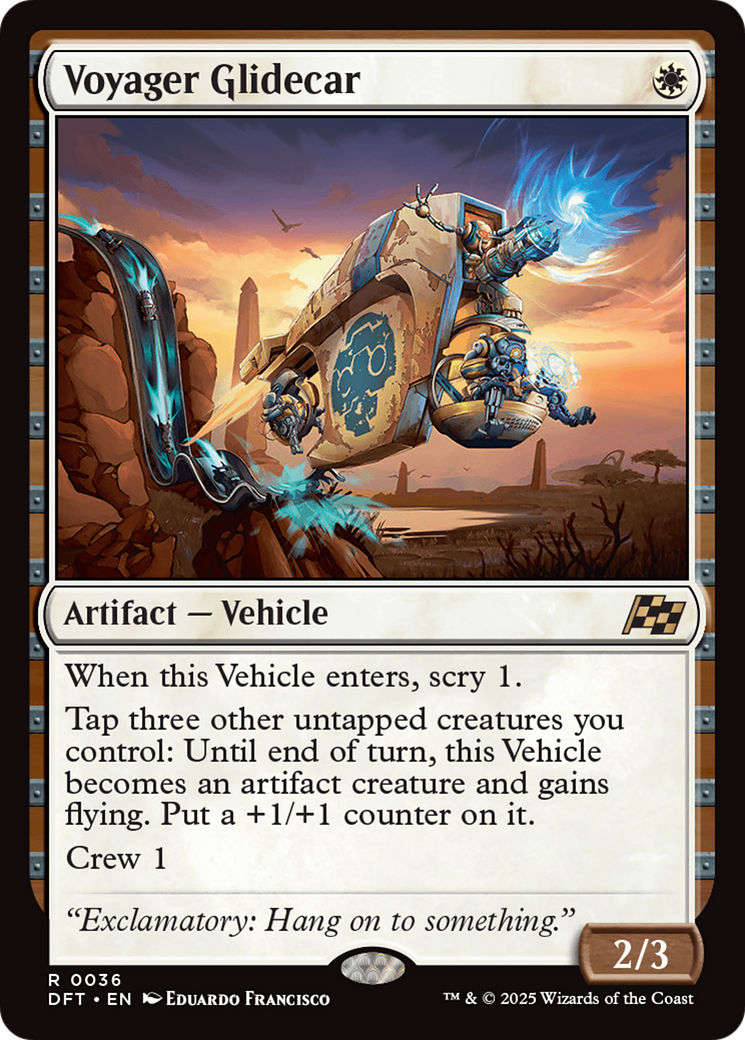 Voyager Glidecar
Artifact — Vehicle
When this Vehicle enters, scry 1.
Tap three other untapped creatures you
control: Until end of turn, this Vehicle
becomes an artifact creature and gains
flying. Put a +1/+1 counter on it.
Crew 1
“Exclamatory: Hang on to something.”
2/3
R 0036
DFT • EN Eduardo Francisco
™ & © 2025 Wizards of the Coast